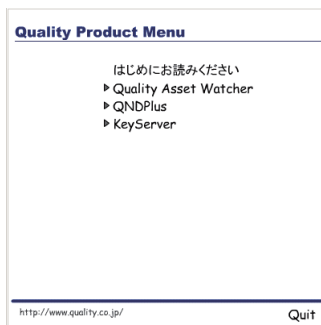 Quality Product Menu
はじめにお読みください
Quality Asset Watcher
QNDPlus
KeyServer
http://www.quality.co.jp/
Quit